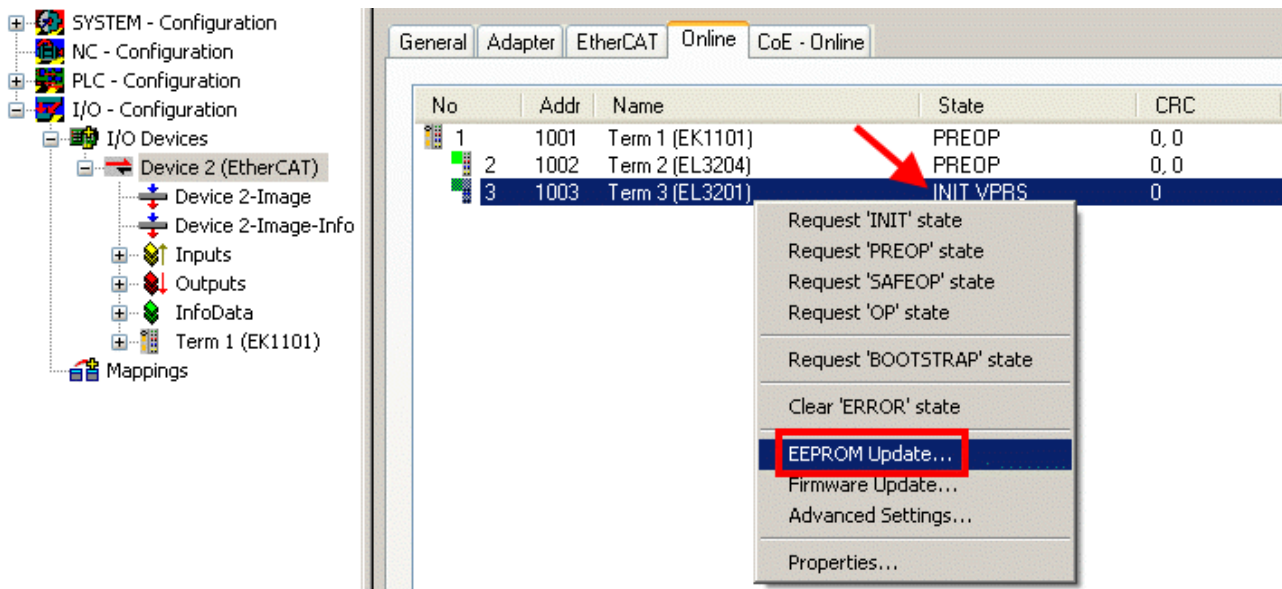 SYSTEM - Configuration
NC - Configuration
PLC - Configuration
I/O - Configuration
I/O Devices
Device 2 (EtherCAT)
Device 2-Image
Device 2-Image-Info
Inputs
Outputs
InfoData
Term 1 (EK1101)
Mappings
General Adapter EtherCAT Online CoE - Online
No Addr Name State CRC
1 1001 Term 1 (EK1101) PREOP 0, 0
2 1002 Term 2 (EL3204) PREOP 0, 0
3 1003 Term 3 (EL3201) INIT VPRS 0
Request 'INIT' state
Request 'PREOP' state
Request 'SAFEOP' state
Request 'OP' state
Request 'BOOTSTRAP' state
Clear 'ERROR' state
EEPROM Update...
Firmware Update...
Advanced Settings...
Properties...